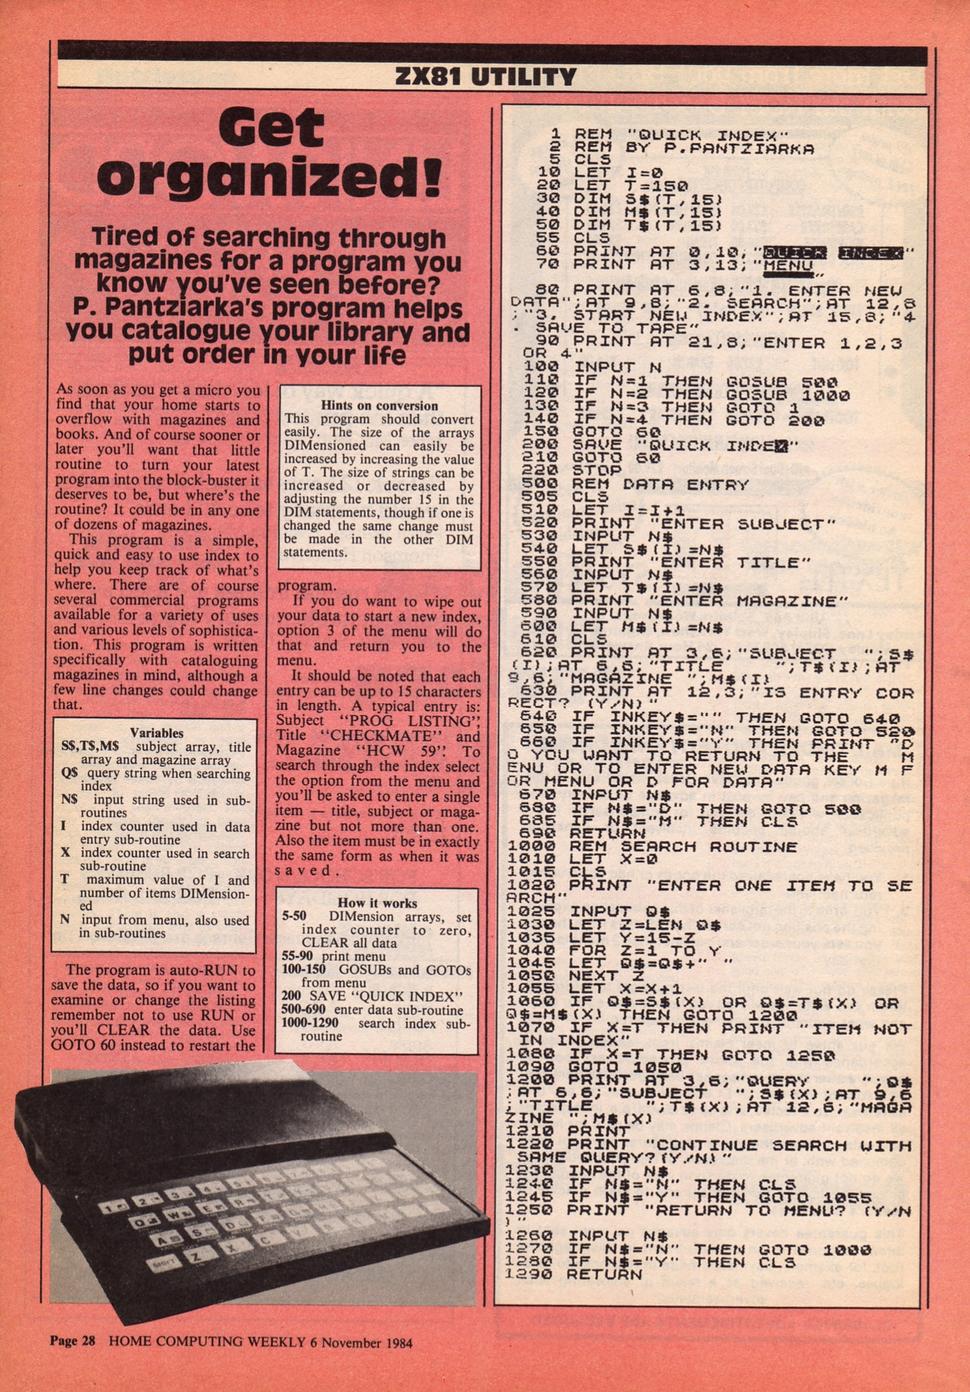 ZX81 UTILITY
Get
organized!
Tired of searching through
magazines for a program you
know you've seen before?
P. Pantziarka's program helps
you catalogue your library and
put order in your life
As soon as you get a micro you
find that your home starts to
overflow with magazines and
books. And of course sooner or
later you'll want that little
routine to turn your latest
program into the block-buster it
deserves to be, but where's the
routine? It could be in any one
of dozens of magazines.
This program is a simple,
quick and easy to use index to
help you keep track of what's
where. There are of course
several commercial programs
available for a variety of uses
and various levels of sophistica-
tion. This program is written
specifically with cataloguing
magazines in mind, although a
few line changes could change
that.
Variables
S$,T$,M$ subject array, title
array and magazine array
Q$ query string when searching
index
N$ input string used in sub-
routines
I index counter used in data
entry sub-routine
X index counter used in search
sub-routine
T maximum value of I and
number of items DIMension-
ed
N input from menu, also used
in sub-routines
The program is auto-RUN to
save the data, so if you want to
examine or change the listing
remember not to use RUN or
you'll CLEAR the data. Use
GOTO 60 instead to restart the
Hints on conversion
This program should convert
easily. The size of the arrays
DIMensioned can easily be
increased by increasing the value
of T. The size of strings can be
increased or decreased by
adjusting the number 15 in the
DIM statements, though if one is
changed the same change must
be made in the other DIM
statements.
program.
If you do want to wipe out
your data to start a new index,
option 3 of the menu will do
that and return you to the
menu.
It should be noted that each
entry can be up to 15 characters
in length. A typical entry is:
Subject "PROG LISTING";
Title "CHECKMATE" and
Magazine "HCW 59"! To
search through the index select
the option from the menu and
you'll be asked to enter a single
item — title, subject or maga-
zine but not more than one.
Also the item must be in exactly
the same form as when it was
saved.
How it works
5-50 DIMension arrays, set
index counter to zero,
CLEAR all data
55-90 print menu
100-150 GOSUBs and GOTOs
from menu
200 SAVE "QUICK INDEX"
500-690 enter data sub-routine
1000-1290 search index sub-
routine
1 REM "QUICK INDEX"
2 REM BY P.PANTZIARKA
5 CLS
10 LET I=0
20 LET T=150
30 DIM S$(T,15)
40 DIM M$(T,15)
50 DIM T$(T,15)
55 CLS
60 PRINT AT 0,10;"QUICK INDEX"
70 PRINT AT 3,13;"MENU
"
80 PRINT AT 6,8;"1. ENTER NEW
DATA";AT 9,8;"2. SEARCH";AT 12,8
;"3. START NEW INDEX";AT 15,8;"4
. SAVE TO TAPE"
90 PRINT AT 21,8;"ENTER 1,2,3
OR 4"
100 INPUT N
110 IF N=1 THEN GOSUB 500
120 IF N=2 THEN GOSUB 1000
130 IF N=3 THEN GOTO 1
140 IF N=4 THEN GOTO 200
150 GOTO 60
200 SAVE "QUICK INDEX"
210 GOTO 60
220 STOP
500 REM DATA ENTRY
505 CLS
510 LET I=I+1
520 PRINT "ENTER SUBJECT"
530 INPUT N$
540 LET S$(I)=N$
550 PRINT "ENTER TITLE"
560 INPUT N$
570 LET T$(I)=N$
580 PRINT "ENTER MAGAZINE"
590 INPUT N$
600 LET M$(I)=N$
610 CLS
620 PRINT AT 3,6;"SUBJECT  ";S$
(I);AT 6,6;"TITLE    ";T$(I);AT
9,6;"MAGAZINE ";M$(I)
630 PRINT AT 12,3;"IS ENTRY COR
RECT? (Y/N)"
640 IF INKEY$="" THEN GOTO 640
650 IF INKEY$="N" THEN GOTO 520
660 IF INKEY$="Y" THEN PRINT "D
O YOU WANT TO RETURN TO THE    M
ENU OR TO ENTER NEW DATA KEY M F
OR MENU OR D FOR DATA"
670 INPUT N$
680 IF N$="D" THEN GOTO 500
685 IF N$="M" THEN CLS
690 RETURN
1000 REM SEARCH ROUTINE
1010 LET X=0
1015 CLS
1020 PRINT "ENTER ONE ITEM TO SE
ARCH"
1025 INPUT Q$
1030 LET Z=LEN Q$
1035 LET Y=15-Z
1040 FOR Z=1 TO Y
1045 LET Q$=Q$+" "
1050 NEXT Z
1055 LET X=X+1
1060 IF Q$=S$(X) OR Q$=T$(X) OR
Q$=M$(X) THEN GOTO 1200
1070 IF X=T THEN PRINT "ITEM NOT
IN INDEX"
1080 IF X=T THEN GOTO 1250
1090 GOTO 1050
1200 PRINT AT 3,6;"QUERY    ";Q$
;AT 6,6;"SUBJECT  ";S$(X);AT 9,6
;"TITLE    ";T$(X);AT 12,6;"MAGA
ZINE ";M$(X)
1210 PRINT
1220 PRINT "CONTINUE SEARCH WITH
SAME QUERY?(Y/N)"
1230 INPUT N$
1240 IF N$="N" THEN CLS
1245 IF N$="Y" THEN GOTO 1055
1250 PRINT "RETURN TO MENU? (Y/N
)"
1260 INPUT N$
1270 IF N$="N" THEN GOTO 1000
1280 IF N$="Y" THEN CLS
1290 RETURN
Page 28 HOME COMPUTING WEEKLY 6 November 1984